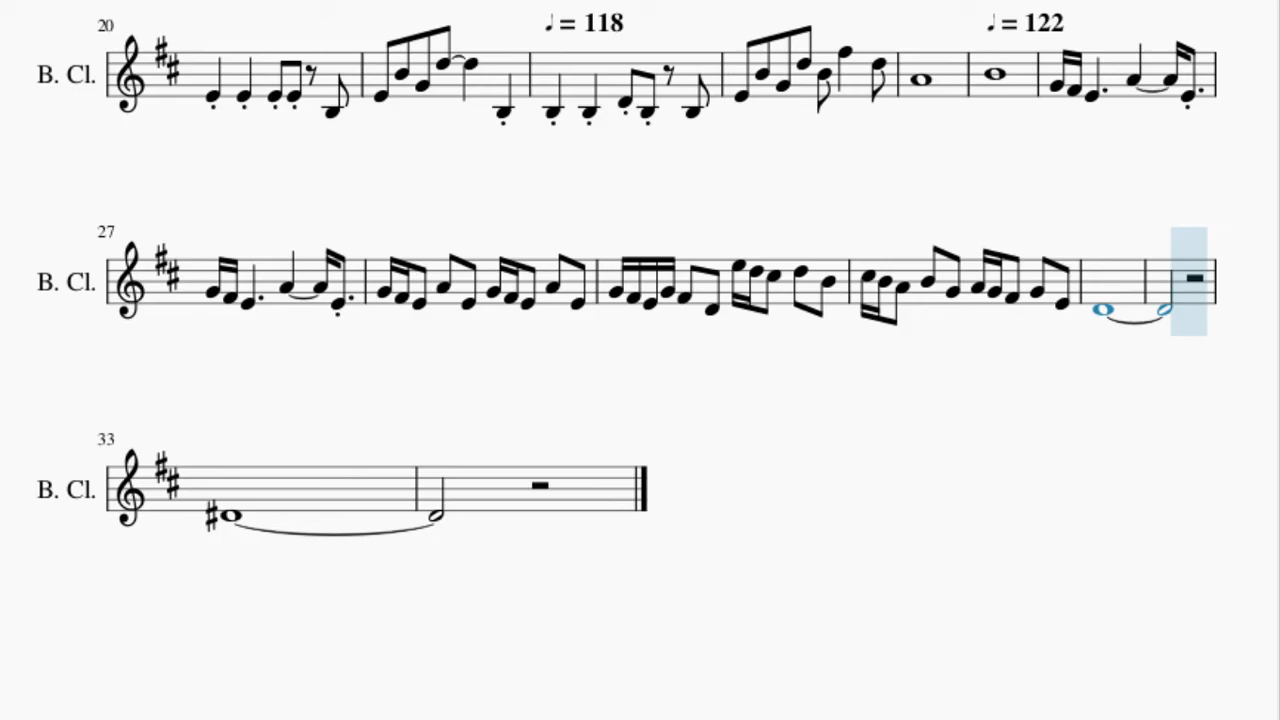 20
♩ = 118
♩ = 122
B. Cl.
27
B. Cl.
33
B. Cl.